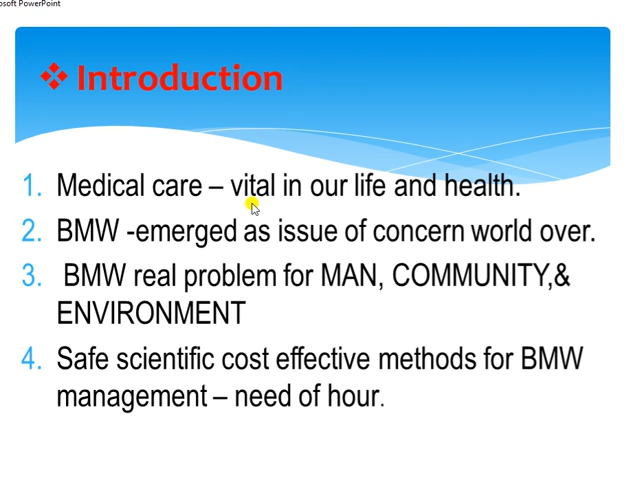 osoft PowerPoint
❖ Introduction
1. Medical care – vital in our life and health.
2. BMW -emerged as issue of concern world over.
3. BMW real problem for MAN, COMMUNITY,&
ENVIRONMENT
4. Safe scientific cost effective methods for BMW
management – need of hour.